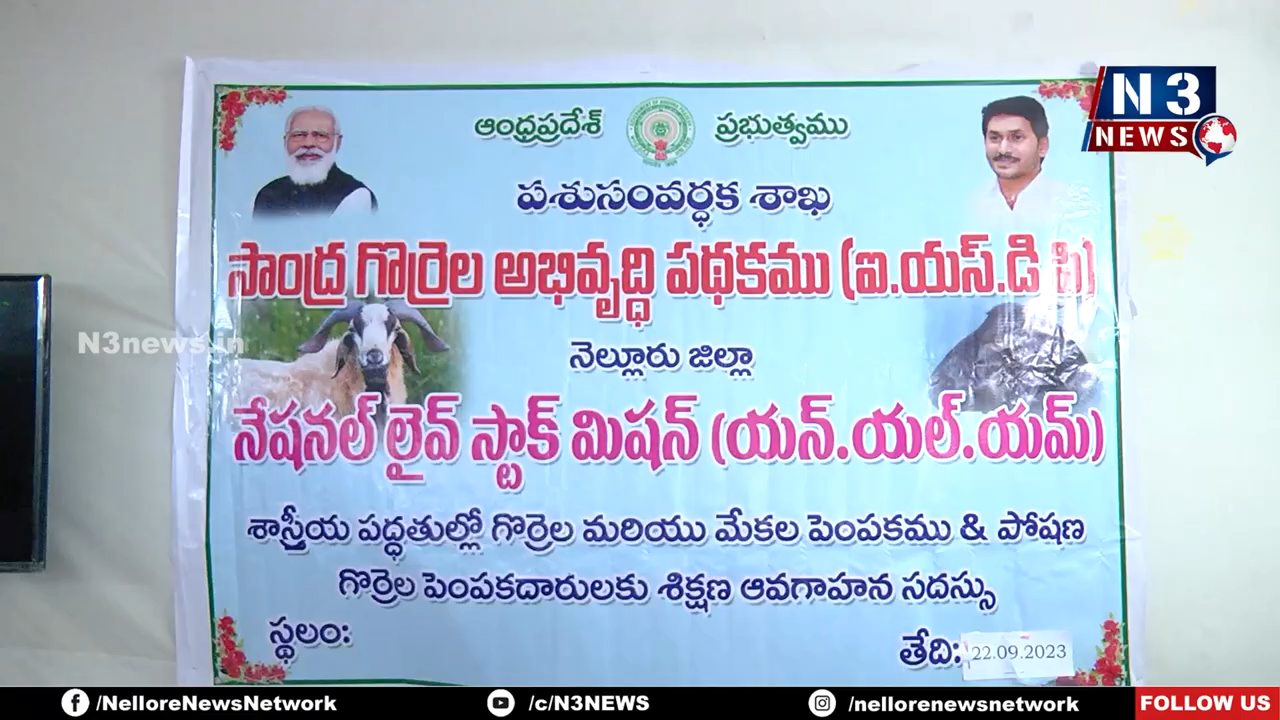 ఆంధ్రప్రదేశ్ ప్రభుత్వము
N3
NEWS
పశుసంవర్ధక శాఖ
సాంద్ర గొర్రెల అభివృద్ధి పథకము (ఐ.యస్.డి పి)
N3news.in
నెల్లూరు జిల్లా
నేషనల్ లైవ్ స్టాక్ మిషన్ (యన్.యల్.యమ్)
శాస్త్రీయ పద్ధతుల్లో గొర్రెల మరియు మేకల పెంపకము & పోషణ
గొర్రెల పెంపకదారులకు శిక్షణ ఆవగాహన సదస్సు
స్థలం:
తేది: 22.09.2023
/NelloreNewsNetwork /c/N3NEWS /nellorenewsnetwork FOLLOW US